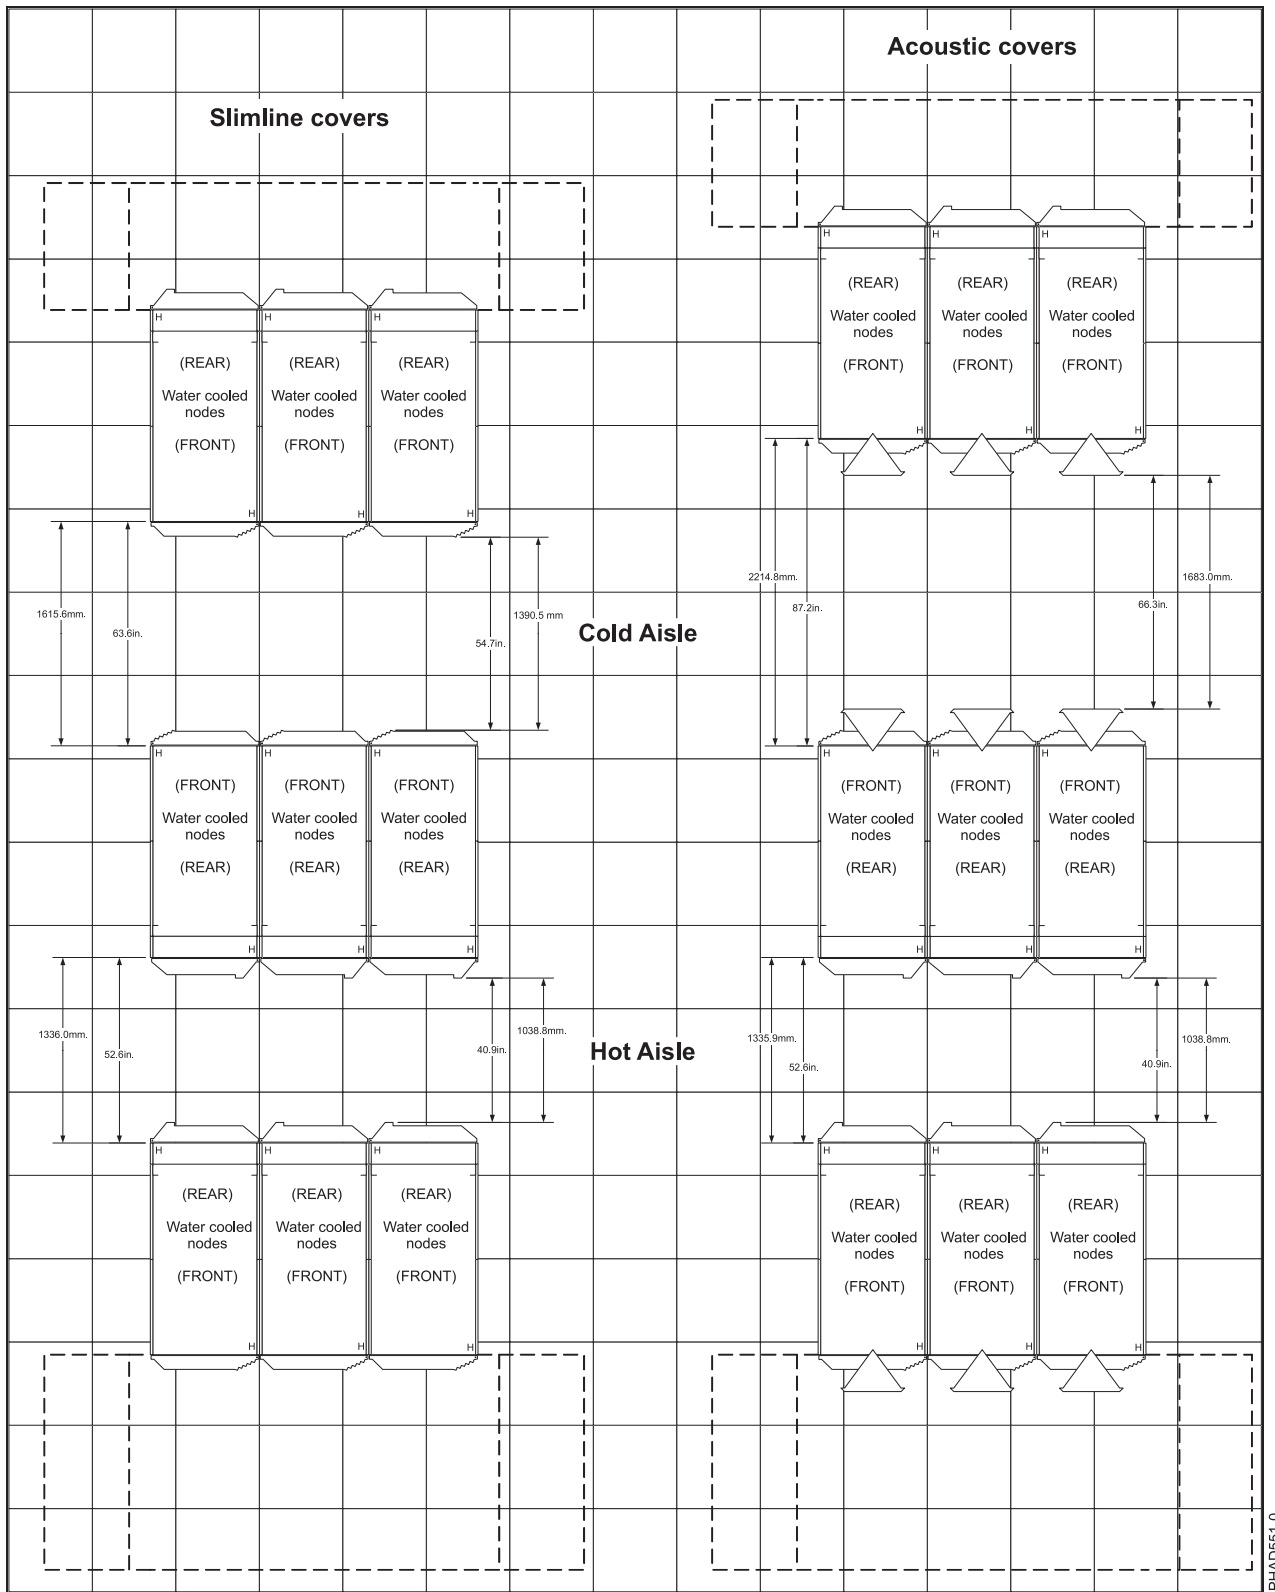 Acoustic covers
Slimline covers
H
H
H
(REAR)
(REAR)
(REAR)
Water cooled
nodes
Water cooled
nodes
Water cooled
nodes
(FRONT)
(FRONT)
(FRONT)
H
H
H
H
H
H
(REAR)
(REAR)
(REAR)
Water cooled
nodes
Water cooled
nodes
Water cooled
nodes
(FRONT)
(FRONT)
(FRONT)
H
H
H
1615.6mm.
63.6in.
54.7in.
1390.5 mm
Cold Aisle
2214.8mm.
87.2in.
66.3in.
1683.0mm.
H
H
H
(FRONT)
(FRONT)
(FRONT)
Water cooled
nodes
Water cooled
nodes
Water cooled
nodes
(REAR)
(REAR)
(REAR)
H
H
H
H
H
H
(FRONT)
(FRONT)
(FRONT)
Water cooled
nodes
Water cooled
nodes
Water cooled
nodes
(REAR)
(REAR)
(REAR)
H
H
H
1336.0mm.
52.6in.
40.9in.
1038.8mm.
Hot Aisle
1335.9mm.
52.6in.
40.9in.
1038.8mm.
H
H
H
(REAR)
(REAR)
(REAR)
Water cooled
nodes
Water cooled
nodes
Water cooled
nodes
(FRONT)
(FRONT)
(FRONT)
H
H
H
H
H
H
(REAR)
(REAR)
(REAR)
Water cooled
nodes
Water cooled
nodes
Water cooled
nodes
(FRONT)
(FRONT)
(FRONT)
H
H
H
PHAD551-0